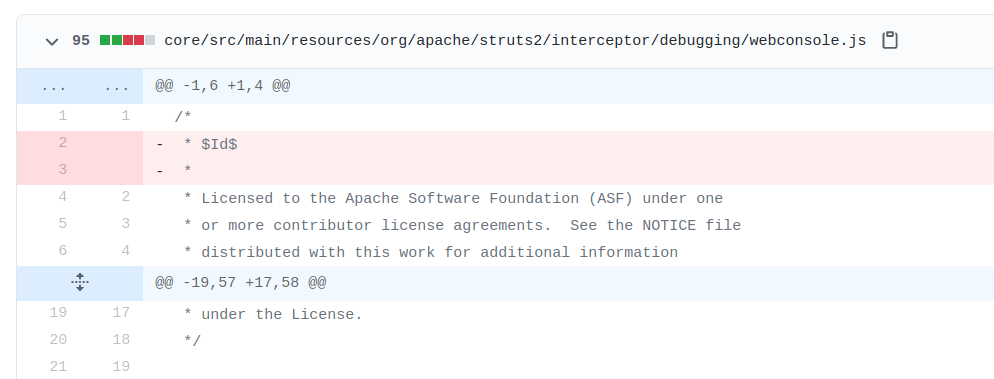 95 core/src/main/resources/org/apache/struts2/interceptor/debugging/webconsole.js
... ... @@ -1,6 +1,4 @@
1 1 /*
2 - * $Id$
3 - *
4 2 * Licensed to the Apache Software Foundation (ASF) under one
5 3 * or more contributor license agreements.  See the NOTICE file
6 4 * distributed with this work for additional information
@@ -19,57 +17,58 @@
19 17 * under the License.
20 18 */
21 19